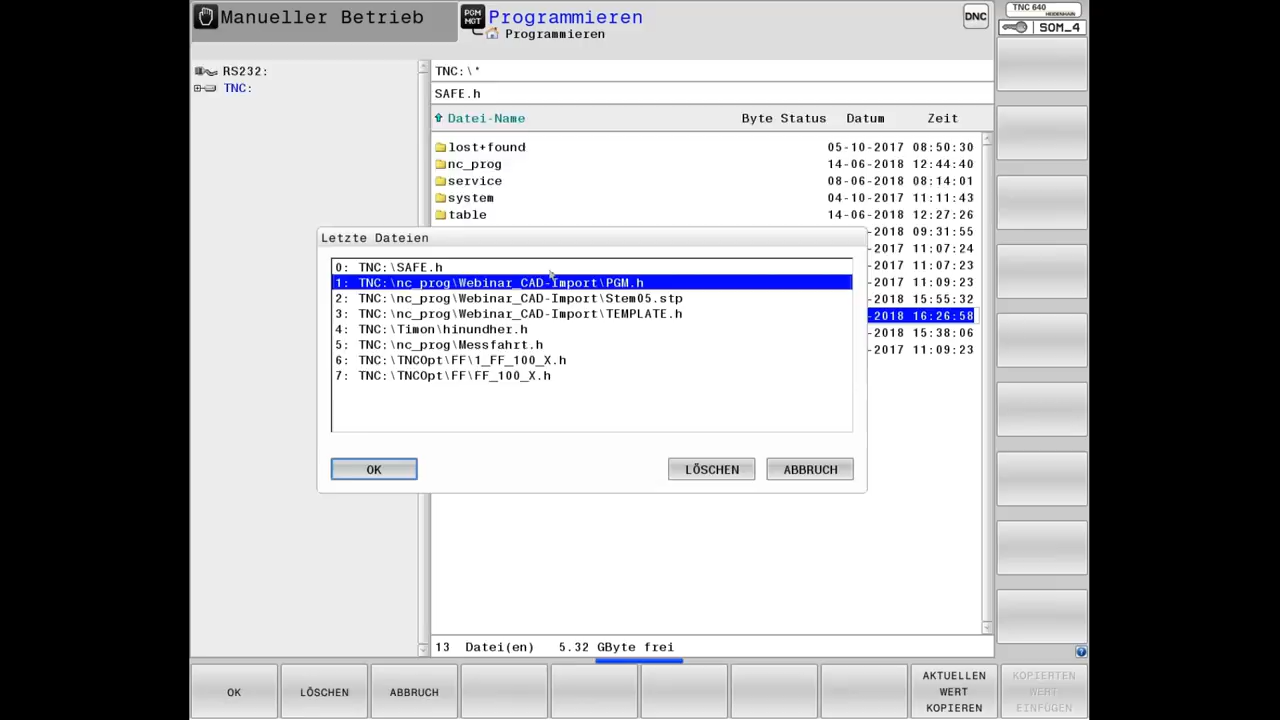 Manueller Betrieb
PGM MGT
Programmieren
Programmieren
DNC
TNC 640
HEIDENHAIN
SOM_4
RS232:
TNC:
TNC:\*
SAFE.h
Datei-Name Byte Status Datum Zeit
lost+found 05-10-2017 08:50:30
nc_prog 14-06-2018 12:44:40
service 08-06-2018 08:14:01
system 04-10-2017 11:11:43
table 14-06-2018 12:27:26
-2018 09:31:55
-2018 11:07:24
-2017 11:07:23
-2018 11:09:23
-2018 15:55:32
-2018 16:26:58
-2018 15:38:06
-2017 11:09:23
Letzte Dateien
0: TNC:\SAFE.h
1: TNC:\nc_prog\Webinar_CAD-Import\PGM.h
2: TNC:\nc_prog\Webinar_CAD-Import\Stem05.stp
3: TNC:\nc_prog\Webinar_CAD-Import\TEMPLATE.h
4: TNC:\Timon\hinundher.h
5: TNC:\nc_prog\Messfahrt.h
6: TNC:\TNCOpt\FF\1_FF_100_X.h
7: TNC:\TNCOpt\FF\FF_100_X.h
OK LÖSCHEN ABBRUCH
13 Datei(en) 5.32 GByte frei
OK LÖSCHEN ABBRUCH
AKTUELLEN WERT KOPIEREN
KOPIERTEN WERT EINFÜGEN